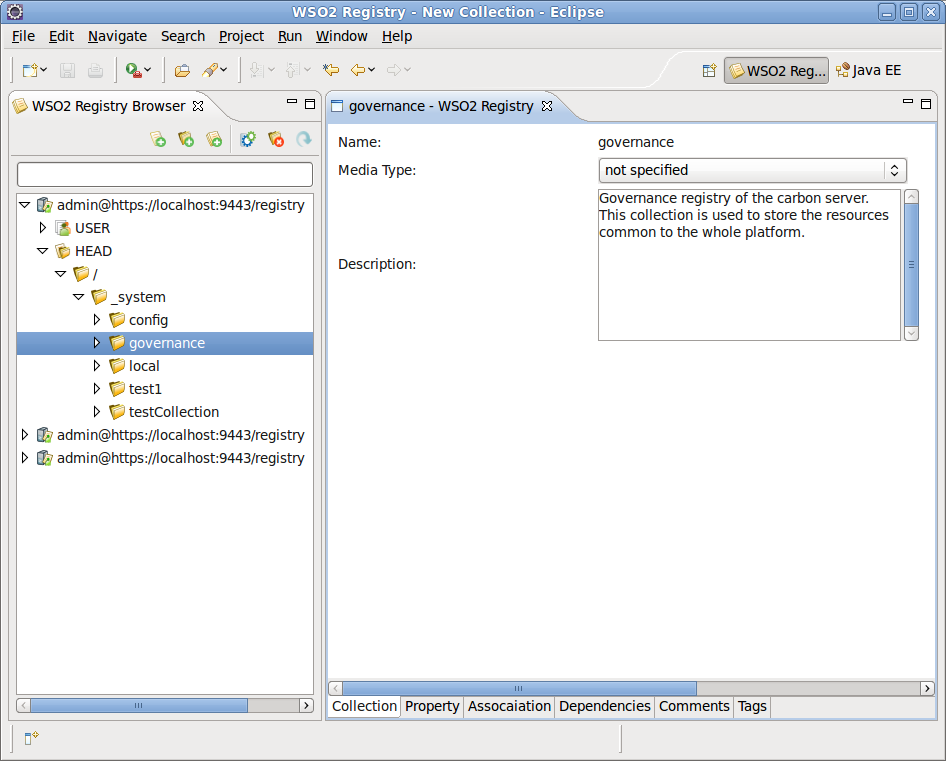 WSO2 Registry - New Collection - Eclipse
File Edit Navigate Search Project Run Window Help
WSO2 Reg... Java EE
WSO2 Registry Browser
admin@https://localhost:9443/registry
USER
HEAD
/
_system
config
governance
local
test1
testCollection
admin@https://localhost:9443/registry
admin@https://localhost:9443/registry
governance - WSO2 Registry
Name: governance
Media Type: not specified
Description:
Governance registry of the carbon server.
This collection is used to store the resources
common to the whole platform.
Collection Property Assocaiation Dependencies Comments Tags